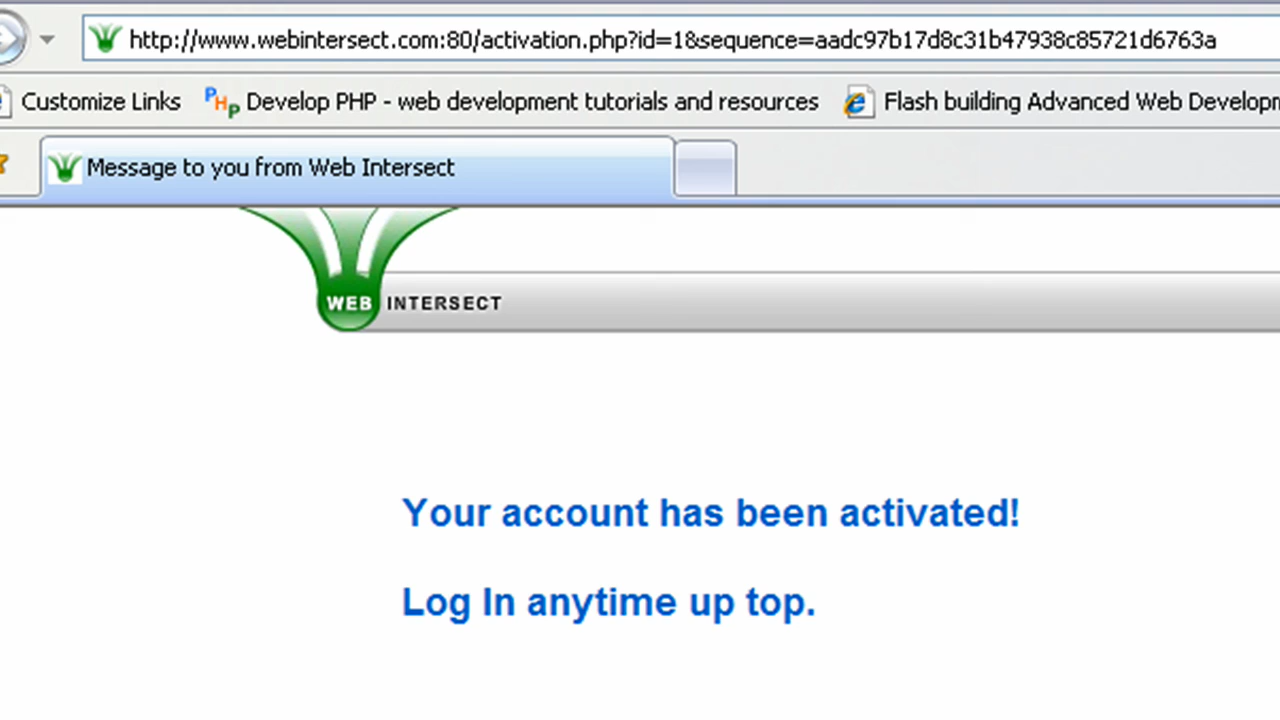 http://www.webintersect.com:80/activation.php?id=1&sequence=aadc97b17d8c31b47938c85721d6763a
Customize Links PHP Develop PHP - web development tutorials and resources Flash building Advanced Web Developm
Message to you from Web Intersect
WEB INTERSECT
Your account has been activated!
Log In anytime up top.